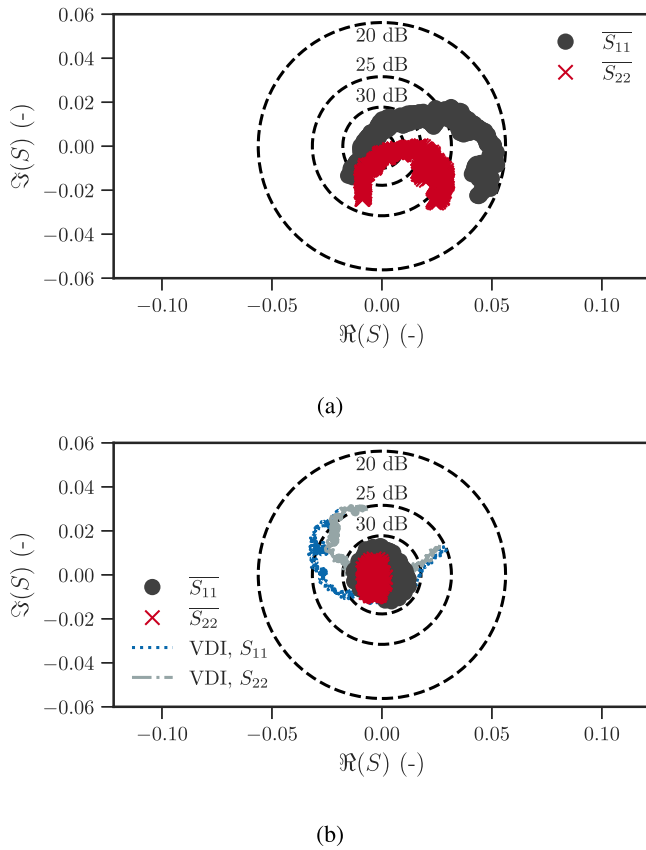 0.06
0.04
0.02
0.00
−0.02
−0.04
−0.06
ℑ(S) (-)
20 dB
25 dB
30 dB
S₁₁
S₂₂
−0.10 −0.05 0.00 0.05 0.10
ℜ(S) (-)
(a)
0.06
0.04
0.02
0.00
−0.02
−0.04
−0.06
ℑ(S) (-)
20 dB
25 dB
30 dB
S₁₁
S₂₂
VDI, S₁₁
VDI, S₂₂
−0.10 −0.05 0.00 0.05 0.10
ℜ(S) (-)
(b)